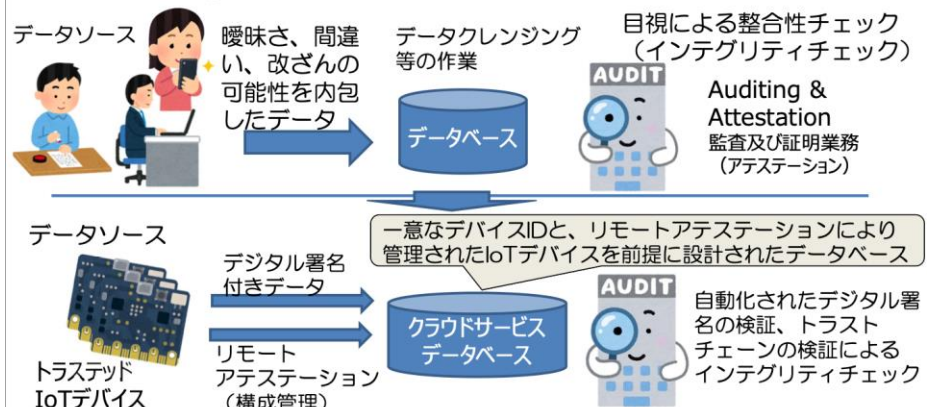 データソース
曖昧さ、間違
い、改ざんの
可能性を内包
したデータ
データクレンジング
等の作業
データベース
目視による整合性チェック
（インテグリティチェック）
AUDIT
Auditing &
Attestation
監査及び証明業務
（アテステーション）
一意なデバイスIDと、リモートアテステーションにより
管理されたIoTデバイスを前提に設計されたデータベース
データソース
トラステッド
IoTデバイス
デジタル署名
付きデータ
リモート
アテステーション
（構成管理）
クラウドサービス
データベース
AUDIT
自動化されたデジタル署
名の検証、トラスト
チェーンの検証による
インテグリティチェック